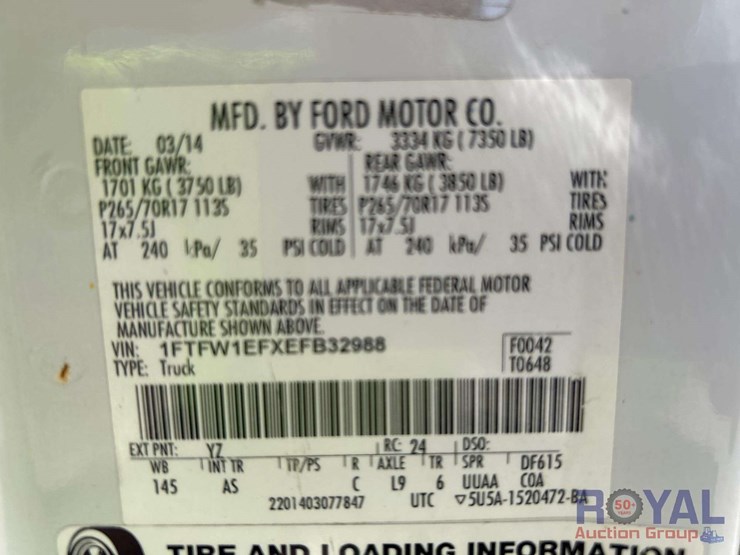 MFD. BY FORD MOTOR CO.
DATE: 03/14 GVWR: 3334 KG ( 7350 LB)
FRONT GAWR: REAR GAWR:
1701 KG ( 3750 LB) WITH 1746 KG ( 3850 LB) WITH
P265/70R17 113S TIRES P265/70R17 113S TIRES
17x7.5J RIMS 17x7.5J RIMS
AT 240 kPa/ 35 PSI COLD AT 240 kPa/ 35 PSI COLD
THIS VEHICLE CONFORMS TO ALL APPLICABLE FEDERAL MOTOR
VEHICLE SAFETY STANDARDS IN EFFECT ON THE DATE OF
MANUFACTURE SHOWN ABOVE.
VIN: 1FTFW1EFXEFB32988 F0042
TYPE: Truck T0648
EXT PNT: YZ RC: 24 DSO:
WB INT TR TP/PS R AXLE TR SPR DF615
145 AS C L9 6 UUAA COA
2201403077847 UTC ▽5U5A-1520472-BA
TIRE AND LOADING INFORMATIO
ROYAL
50+
YEARS
Auction Group